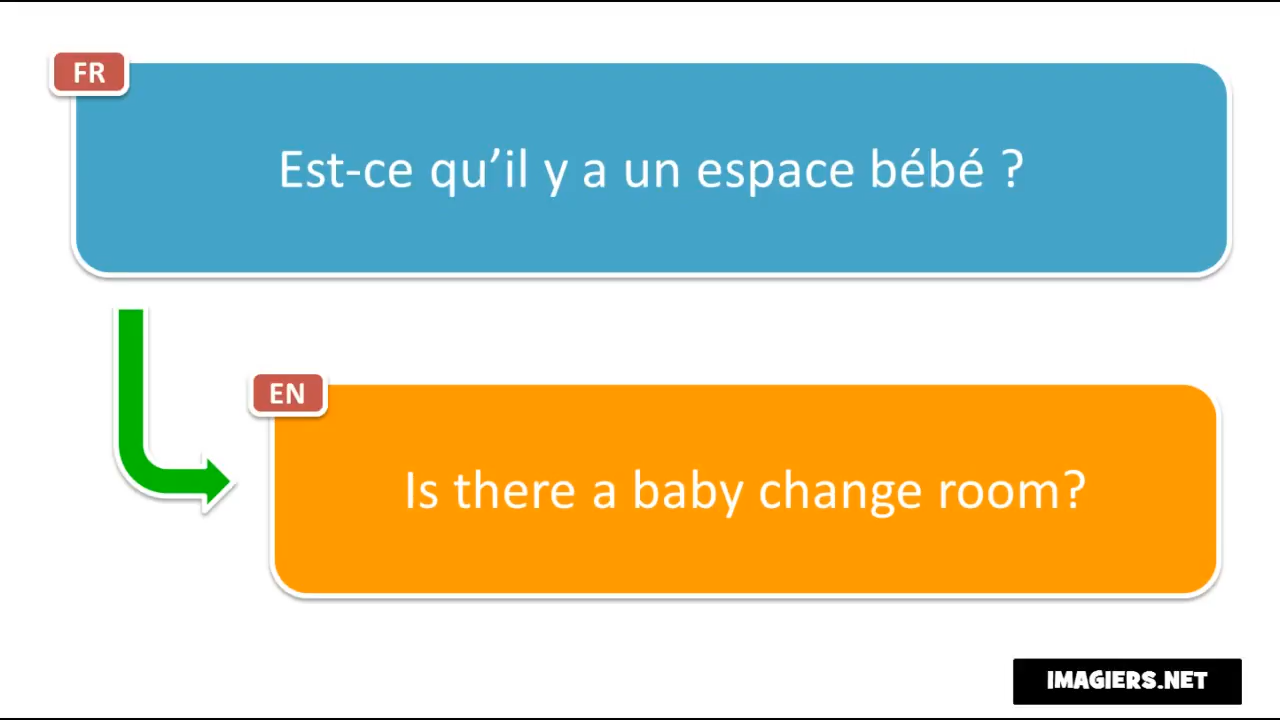 FR
Est-ce qu’il y a un espace bébé ?
EN
Is there a baby change room?
IMAGIERS.NET